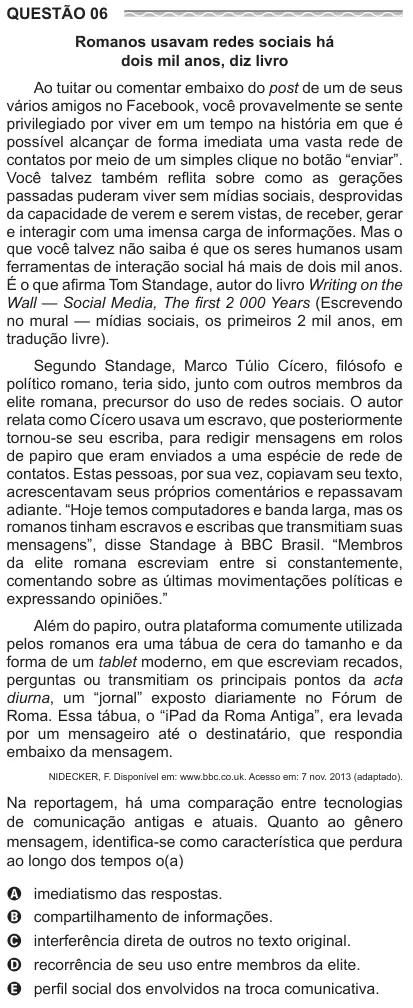 QUESTÃO 06
Romanos usavam redes sociais há
dois mil anos, diz livro
Ao tuitar ou comentar embaixo do post de um de seus
vários amigos no Facebook, você provavelmente se sente
privilegiado por viver em um tempo na história em que é
possível alcançar de forma imediata uma vasta rede de
contatos por meio de um simples clique no botão “enviar”.
Você talvez também reflita sobre como as gerações
passadas puderam viver sem mídias sociais, desprovidas
da capacidade de verem e serem vistas, de receber, gerar
e interagir com uma imensa carga de informações. Mas o
que você talvez não saiba é que os seres humanos usam
ferramentas de interação social há mais de dois mil anos.
É o que afirma Tom Standage, autor do livro Writing on the
Wall — Social Media, The first 2 000 Years (Escrevendo
no mural — mídias sociais, os primeiros 2 mil anos, em
tradução livre).
Segundo Standage, Marco Túlio Cícero, filósofo e
político romano, teria sido, junto com outros membros da
elite romana, precursor do uso de redes sociais. O autor
relata como Cícero usava um escravo, que posteriormente
tornou-se seu escriba, para redigir mensagens em rolos
de papiro que eram enviados a uma espécie de rede de
contatos. Estas pessoas, por sua vez, copiavam seu texto,
acrescentavam seus próprios comentários e repassavam
adiante. “Hoje temos computadores e banda larga, mas os
romanos tinham escravos e escribas que transmitiam suas
mensagens”, disse Standage à BBC Brasil. “Membros
da elite romana escreviam entre si constantemente,
comentando sobre as últimas movimentações políticas e
expressando opiniões.”
Além do papiro, outra plataforma comumente utilizada
pelos romanos era uma tábua de cera do tamanho e da
forma de um tablet moderno, em que escreviam recados,
perguntas ou transmitiam os principais pontos da acta
diurna, um “jornal” exposto diariamente no Fórum de
Roma. Essa tábua, o “iPad da Roma Antiga”, era levada
por um mensageiro até o destinatário, que respondia
embaixo da mensagem.
NIDECKER, F. Disponível em: www.bbc.co.uk. Acesso em: 7 nov. 2013 (adaptado).
Na reportagem, há uma comparação entre tecnologias
de comunicação antigas e atuais. Quanto ao gênero
mensagem, identifica-se como característica que perdura
ao longo dos tempos o(a)
A imediatismo das respostas.
B compartilhamento de informações.
C interferência direta de outros no texto original.
D recorrência de seu uso entre membros da elite.
E perfil social dos envolvidos na troca comunicativa.